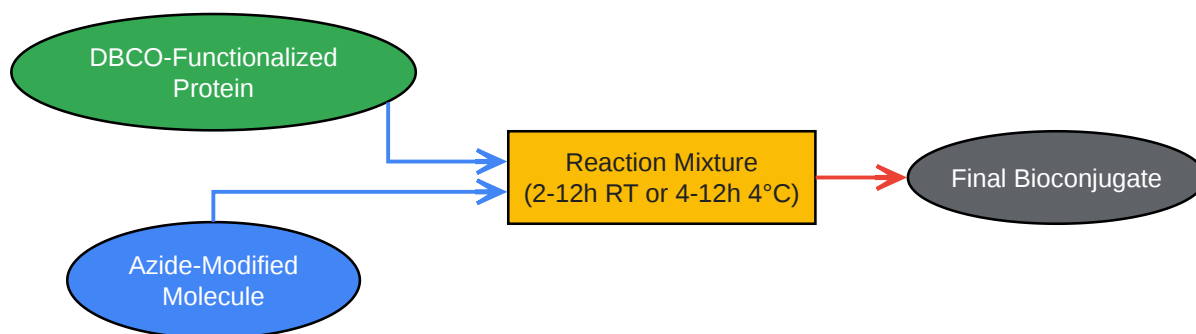 DBCO-Functionalized
Protein
Reaction Mixture
(2-12h RT or 4-12h 4°C)
Final Bioconjugate
Azide-Modified
Molecule